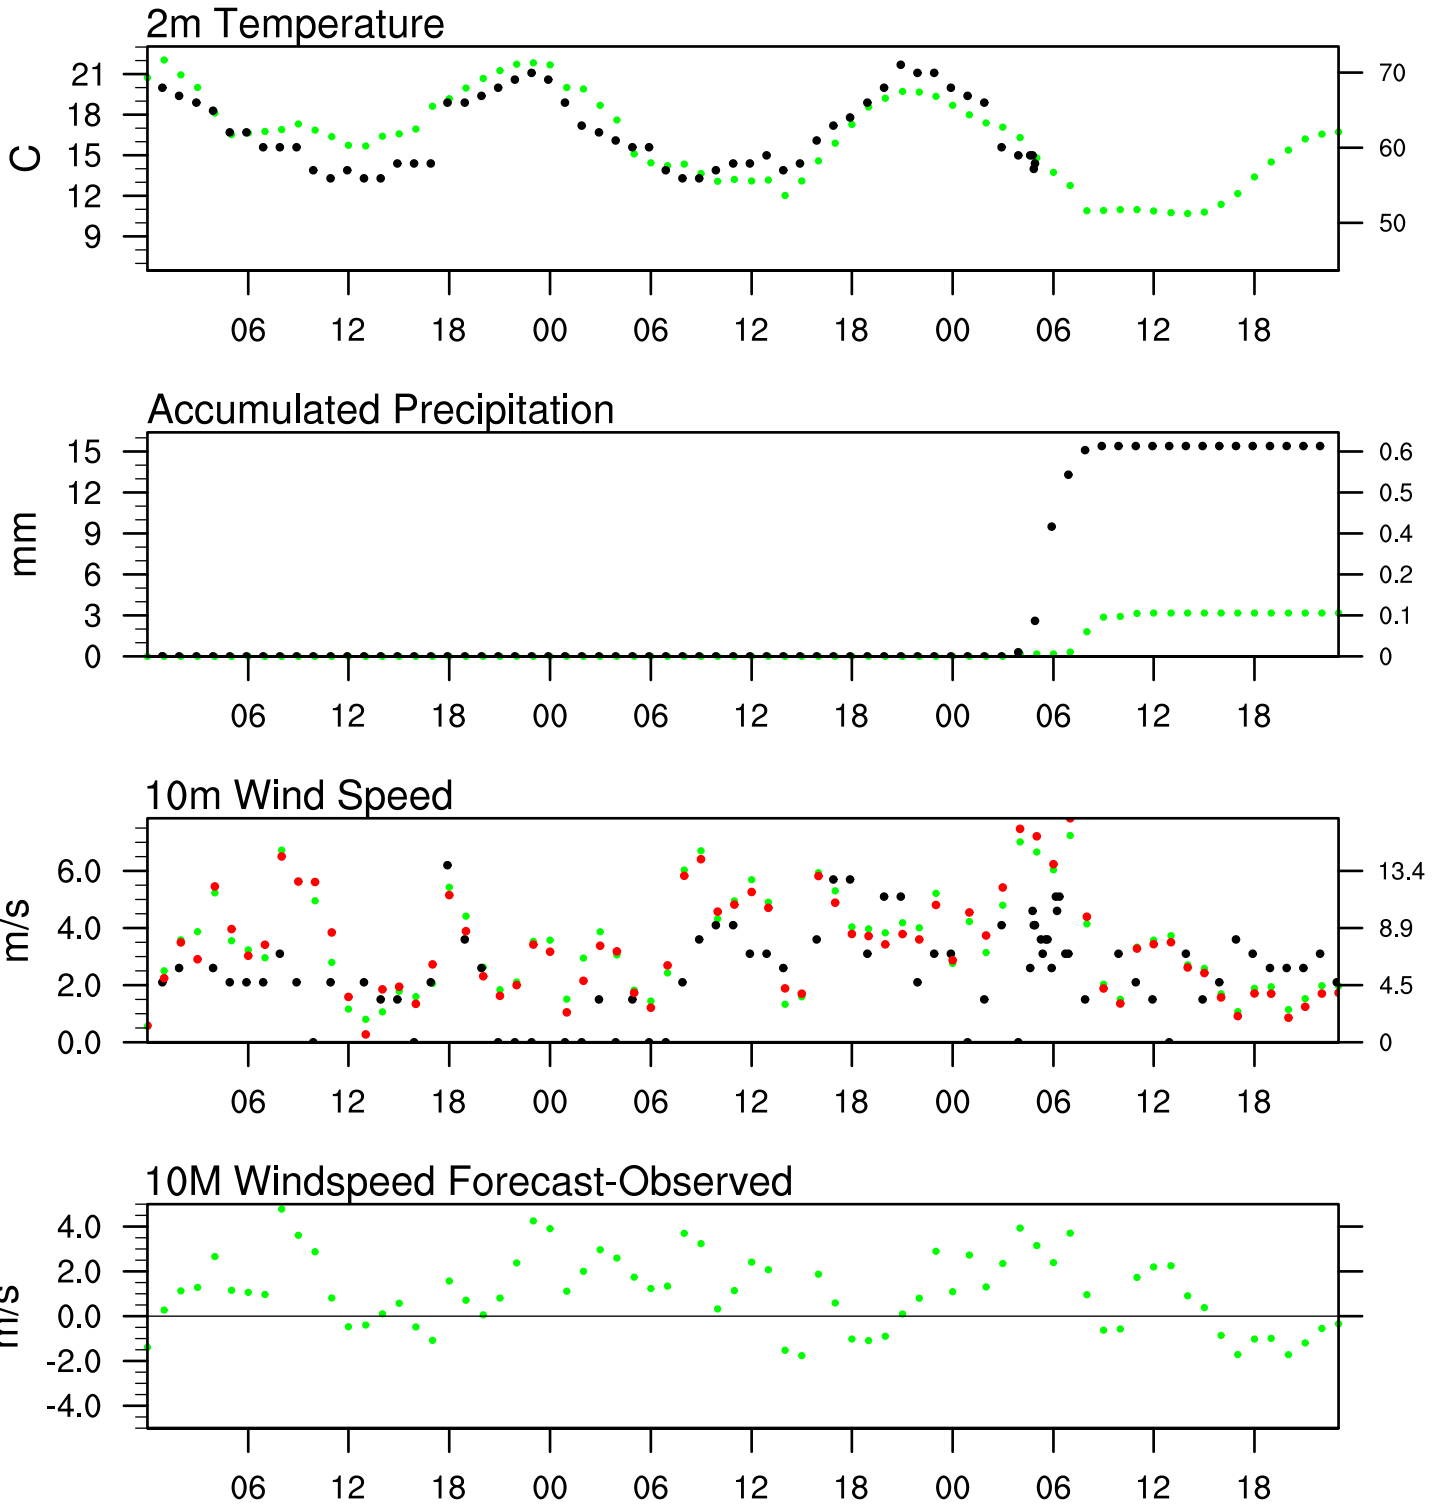 2m Temperature
21 70
18
15 60
12
9 50
C
06 12 18 00 06 12 18 00 06 12 18
Accumulated Precipitation
15 0.6
12 0.5
9 0.4
6 0.2
3 0.1
0 0
mm
06 12 18 00 06 12 18 00 06 12 18
10m Wind Speed
6.0 13.4
4.0 8.9
2.0 4.5
0.0 0
m/s
06 12 18 00 06 12 18 00 06 12 18
10M Windspeed Forecast-Observed
4.0
2.0
0.0
-2.0
-4.0
m/s
06 12 18 00 06 12 18 00 06 12 18